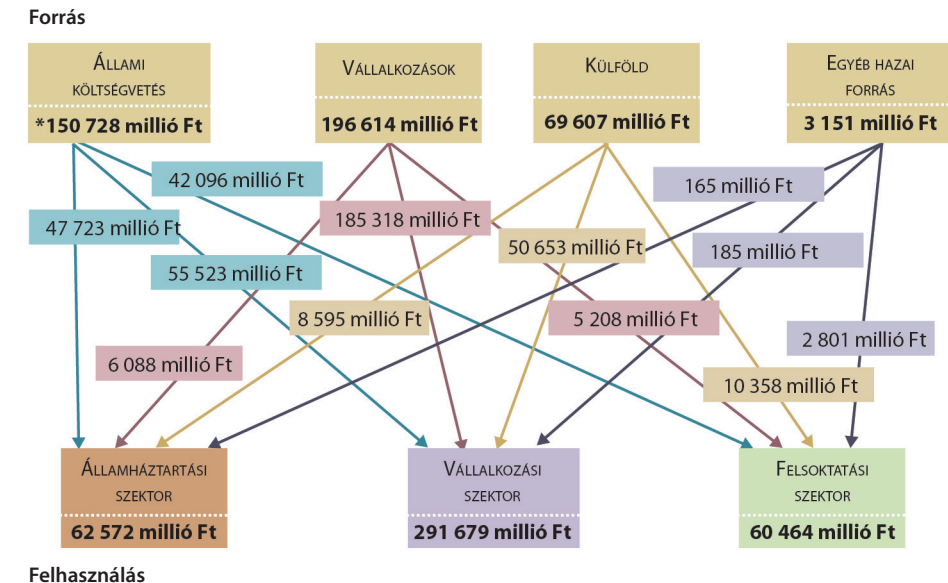 Forrás
Állami
költségvetés
*150 728 millió Ft
Vállalkozások
196 614 millió Ft
Külföld
69 607 millió Ft
Egyéb hazai
forrás
3 151 millió Ft
42 096 millió Ft
165 millió Ft
47 723 millió Ft
185 318 millió Ft
50 653 millió Ft
185 millió Ft
55 523 millió Ft
8 595 millió Ft
5 208 millió Ft
2 801 millió Ft
6 088 millió Ft
10 358 millió Ft
Államháztartási
szektor
62 572 millió Ft
Vállalkozási
szektor
291 679 millió Ft
Felsoktatási
szektor
60 464 millió Ft
Felhasználás